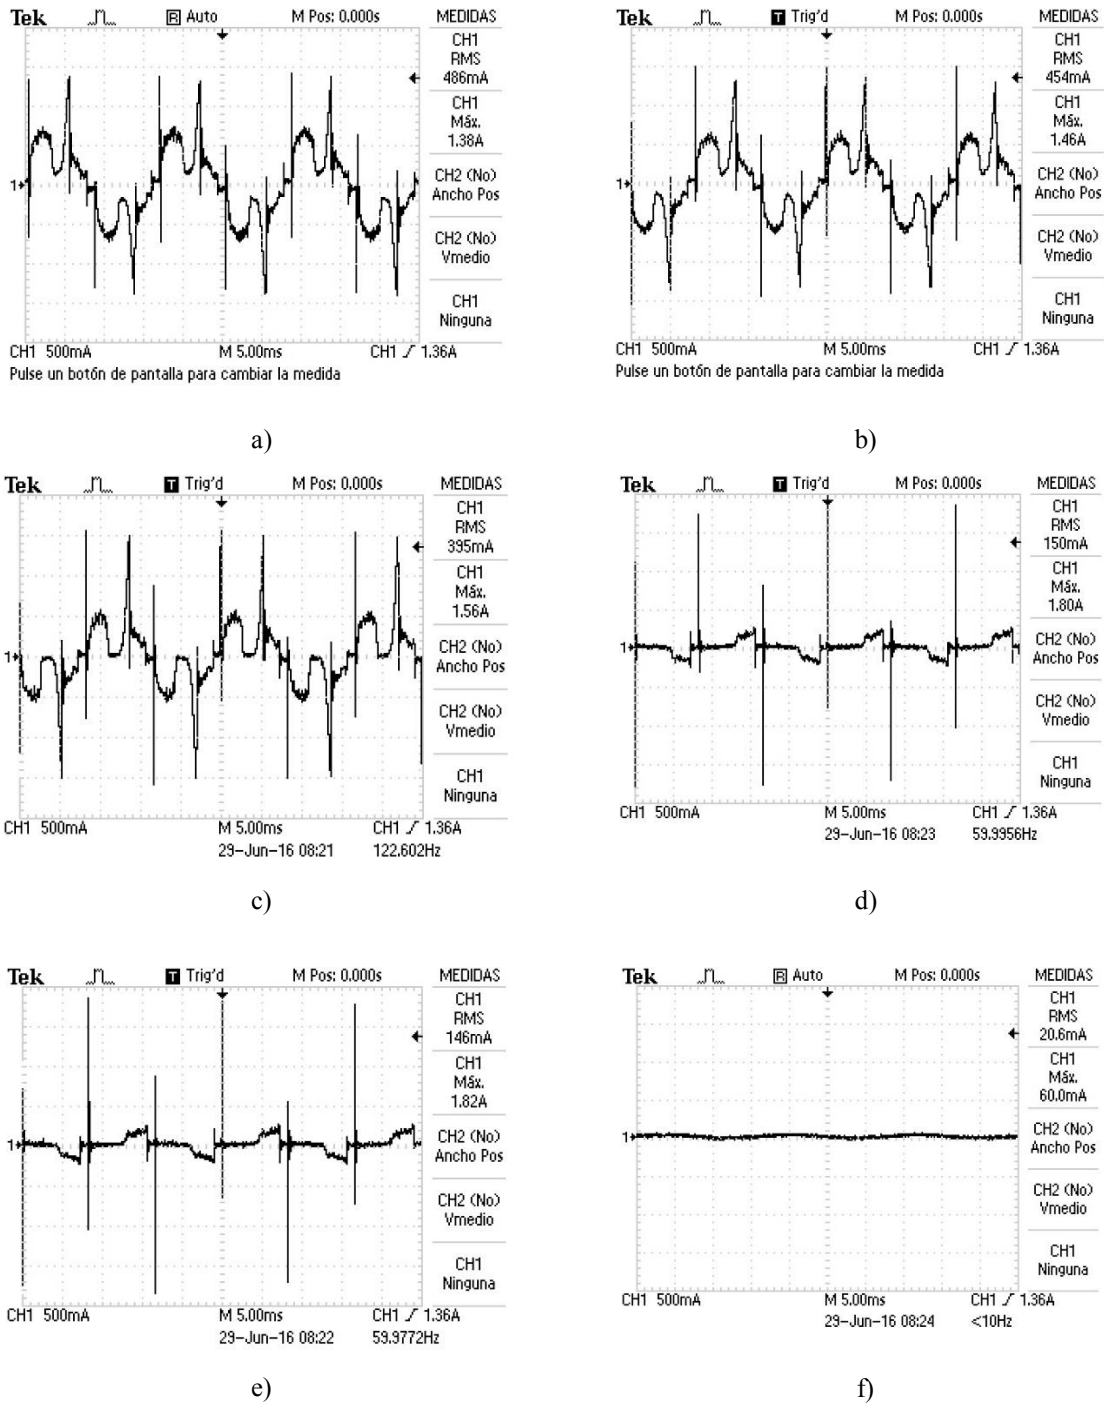 Tek
R Auto
M Pos: 0.000s
MEDIDAS
CH1
RMS
486mA
CH1
Máx.
1.38A
CH2 (No)
Ancho Pos
CH2 (No)
Vmedio
CH1
Ninguna
1
CH1 500mA
M 5.00ms
CH1 1.36A
Pulse un botón de pantalla para cambiar la medida
a)
Tek
T Trig'd
M Pos: 0.000s
MEDIDAS
CH1
RMS
454mA
CH1
Máx.
1.46A
CH2 (No)
Ancho Pos
CH2 (No)
Vmedio
CH1
Ninguna
1
CH1 500mA
M 5.00ms
CH1 1.36A
Pulse un botón de pantalla para cambiar la medida
b)
Tek
T Trig'd
M Pos: 0.000s
MEDIDAS
CH1
RMS
395mA
CH1
Máx.
1.56A
CH2 (No)
Ancho Pos
CH2 (No)
Vmedio
CH1
Ninguna
1
CH1 500mA
M 5.00ms
CH1 1.36A
29-Jun-16 08:21
122.602Hz
c)
Tek
T Trig'd
M Pos: 0.000s
MEDIDAS
CH1
RMS
150mA
CH1
Máx.
1.80A
CH2 (No)
Ancho Pos
CH2 (No)
Vmedio
CH1
Ninguna
1
CH1 500mA
M 5.00ms
CH1 1.36A
29-Jun-16 08:23
59.9956Hz
d)
Tek
T Trig'd
M Pos: 0.000s
MEDIDAS
CH1
RMS
146mA
CH1
Máx.
1.82A
CH2 (No)
Ancho Pos
CH2 (No)
Vmedio
CH1
Ninguna
1
CH1 500mA
M 5.00ms
CH1 1.36A
29-Jun-16 08:22
59.9772Hz
e)
Tek
R Auto
M Pos: 0.000s
MEDIDAS
CH1
RMS
20.6mA
CH1
Máx.
60.0mA
CH2 (No)
Ancho Pos
CH2 (No)
Vmedio
CH1
Ninguna
1
CH1 500mA
M 5.00ms
CH1 1.36A
29-Jun-16 08:24
<10Hz
f)